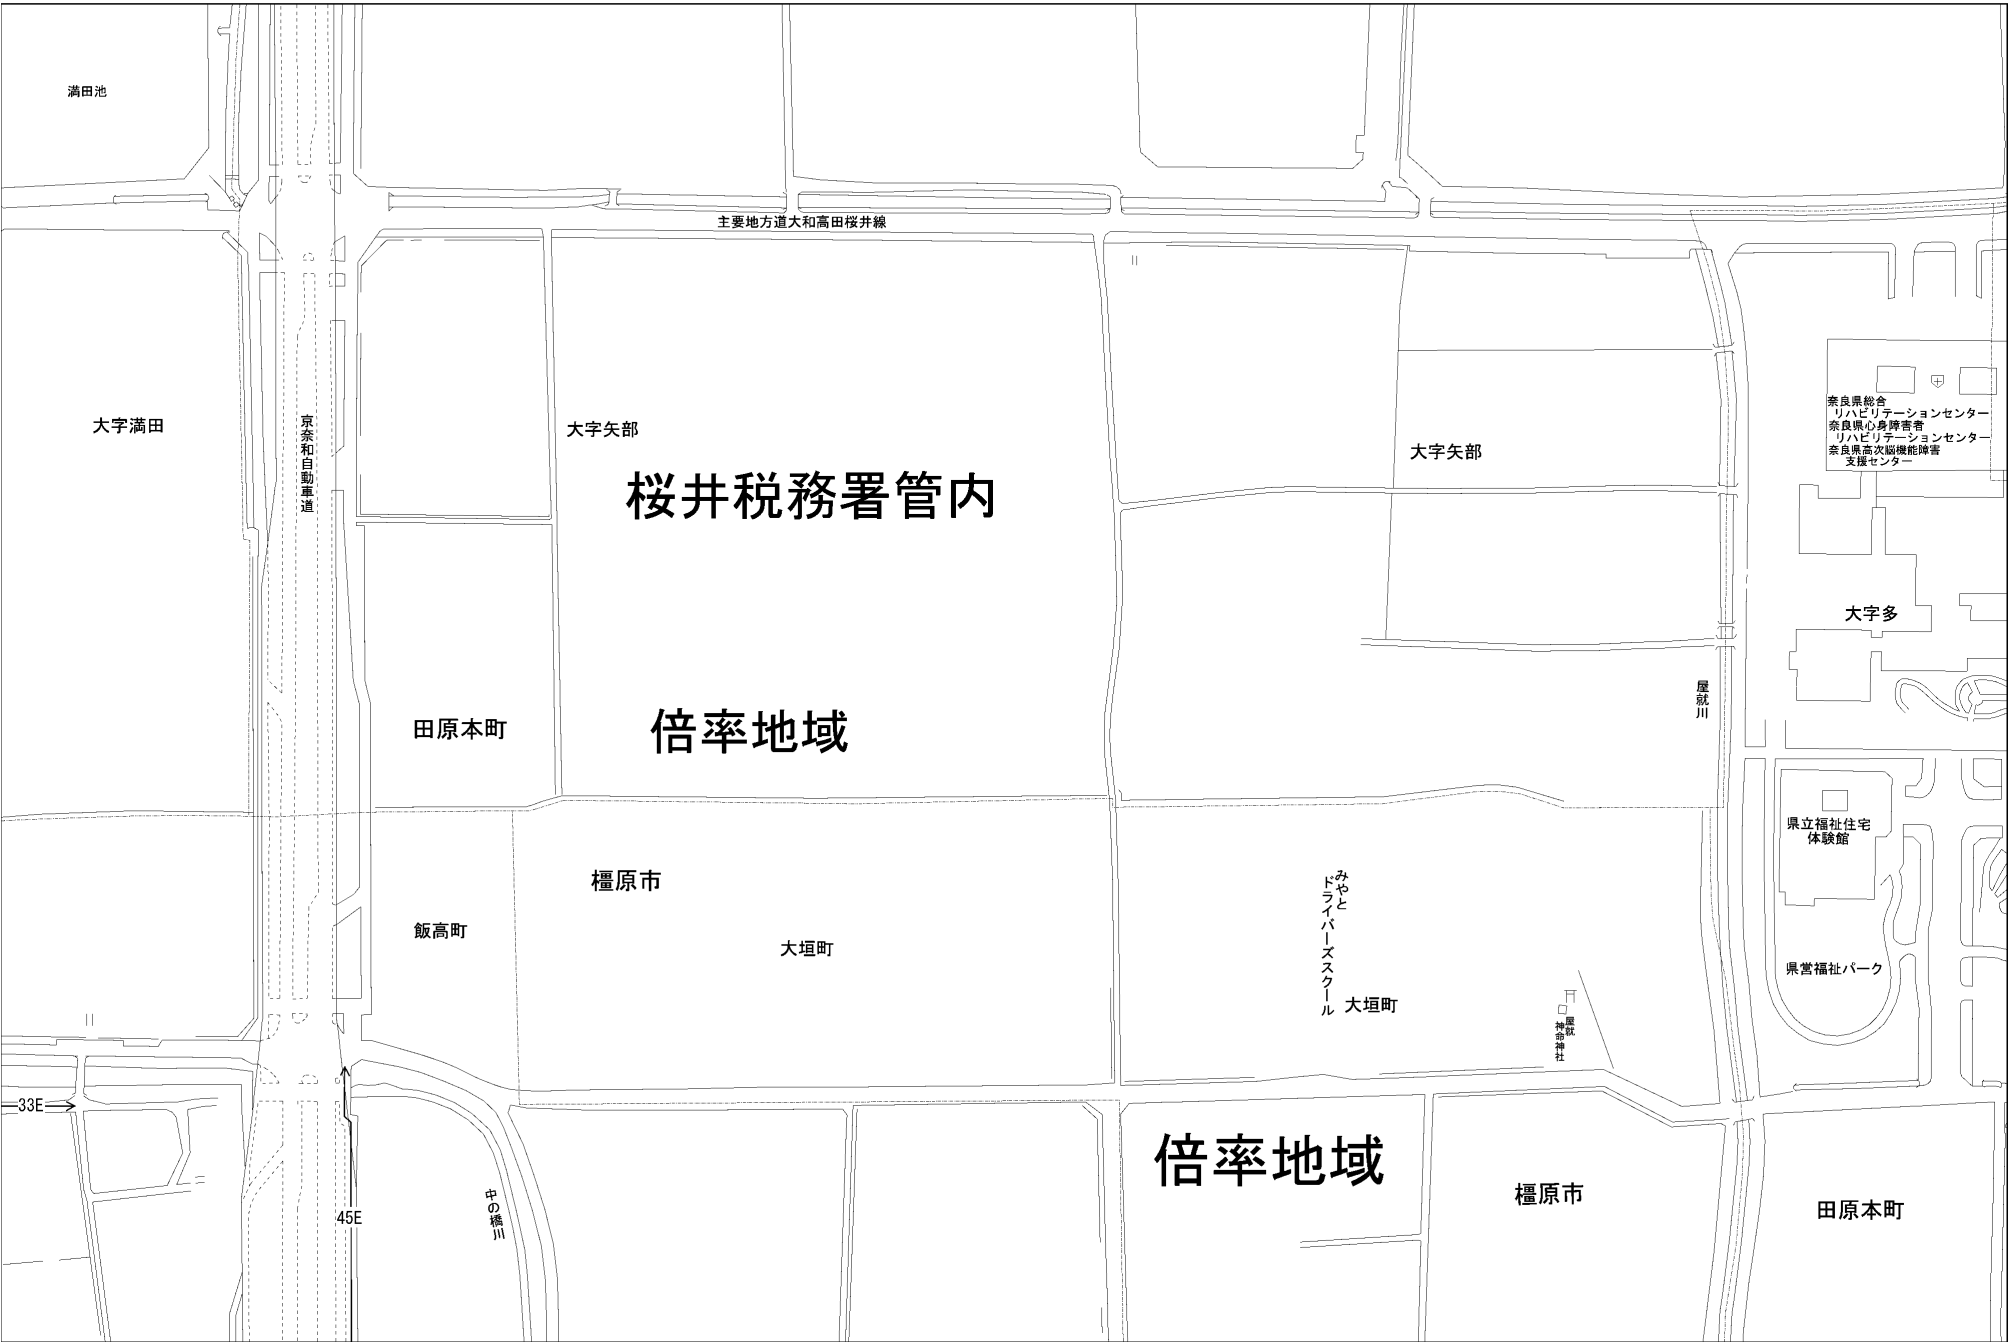 満田池
主要地方道大和高田桜井線
大字満田
京奈和自動車道
大字矢部
桜井税務署管内
大字矢部
奈良県総合
リハビリテーションセンター
奈良県心身障害者
リハビリテーションセンター
奈良県高次脳機能障害
支援センター
大字多
屋就川
田原本町
倍率地域
県立福祉住宅
体験館
橿原市
飯高町
大垣町
みやと
ドライバーズスクール
大垣町
屋就
神命神社
県営福祉パーク
33E
45E
中の橋川
倍率地域
橿原市
田原本町